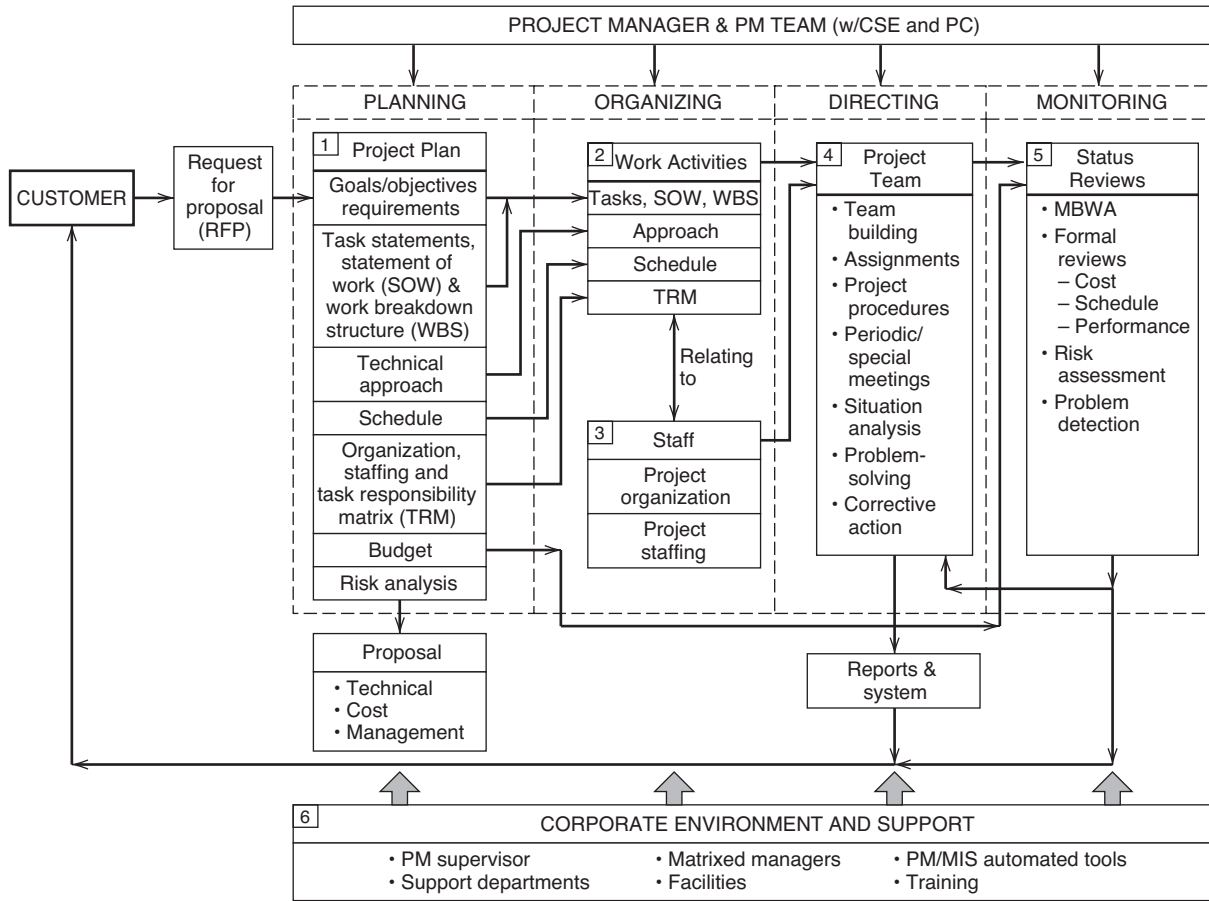 PROJECT MANAGER & PM TEAM (w/CSE and PC)
PLANNING
ORGANIZING
DIRECTING
MONITORING
CUSTOMER
Request
for
proposal
(RFP)
1
Project Plan
Goals/objectives
requirements
Task statements,
statement of
work (SOW) &
work breakdown
structure (WBS)
Technical
approach
Schedule
Organization,
staffing and
task responsibility
matrix (TRM)
Budget
Risk analysis
Proposal
• Technical
• Cost
• Management
2
Work Activities
Tasks, SOW, WBS
Approach
Schedule
TRM
Relating
to
3
Staff
Project
organization
Project
staffing
4
Project
Team
• Team
building
• Assignments
• Project
procedures
• Periodic/
special
meetings
• Situation
analysis
• Problem-
solving
• Corrective
action
Reports &
system
5
Status
Reviews
• MBWA
• Formal
reviews
– Cost
– Schedule
– Performance
• Risk
assessment
• Problem
detection
6
CORPORATE ENVIRONMENT AND SUPPORT
• PM supervisor
• Support departments
• Matrixed managers
• Facilities
• PM/MIS automated tools
• Training